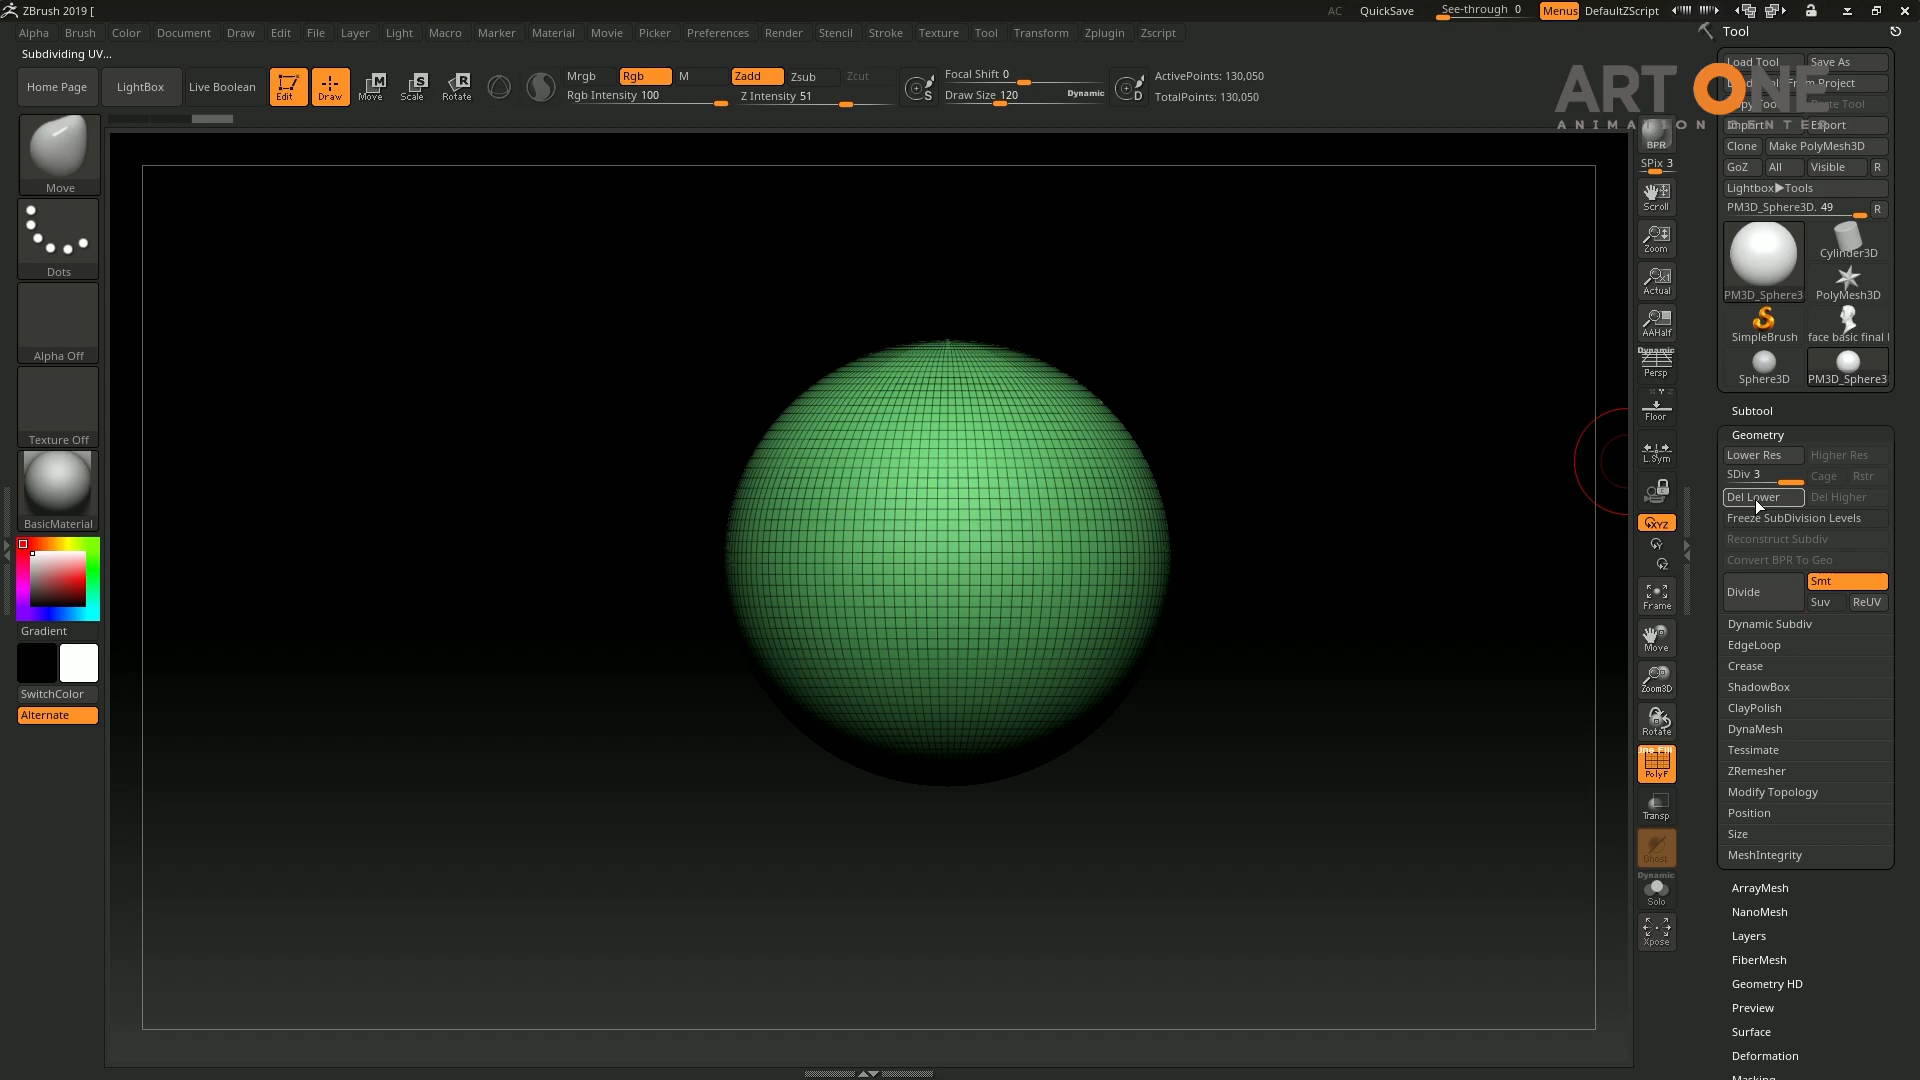 ZBrush 2019 [
AC QuickSave See-through 0 Menus DefaultZScript
Alpha Brush Color Document Draw Edit File Layer Light Macro Marker Material Movie Picker Preferences Render Stencil Stroke Surface Texture Tool Transform Zplugin Zscript
Tool
Subdividing UV...
Home Page LightBox Live Boolean Edit Draw Move Scale Rotate
Mrgb Rgb M Zadd Zsub Zcut
Rgb Intensity 100 Z Intensity 51
S Focal Shift 0
Draw Size 120 Dynamic D
ActivePoints: 130,050
TotalPoints: 130,050
Load Tool Save As
From Project
ART ONE
ANIMATION CENTER
Import Export
Clone Make PolyMesh3D
GoZ All Visible R
Lightbox▶Tools
PM3D_Sphere3D. 49 R
PM3D_Sphere3
Cylinder3D
PolyMesh3D
SimpleBrush
face basic final
Sphere3D
PM3D_Sphere3
Subtool
Geometry
Lower Res Higher Res
SDiv 3 Cage Rstr
Del Lower Del Higher
Freeze SubDivision Levels
Reconstruct Subdiv
Convert BPR To Geo
Divide Smt
Suv ReUV
Dynamic Subdiv
EdgeLoop
Crease
ShadowBox
ClayPolish
DynaMesh
Tessimate
ZRemesher
Modify Topology
Position
Size
MeshIntegrity
ArrayMesh
NanoMesh
Layers
FiberMesh
Geometry HD
Preview
Surface
Deformation
Move
Dots
Alpha Off
Texture Off
BasicMaterial
Gradient
SwitchColor
Alternate
BPR
SPix 3
Scroll
Zoom
Actual
AAHalf
Dynamic
Persp
Floor
L.Sym
XYZ
Y
Z
Frame
Move
Zoom3D
Rotate
PolyF
Transp
Ghost
Dynamic
Solo
Xpose